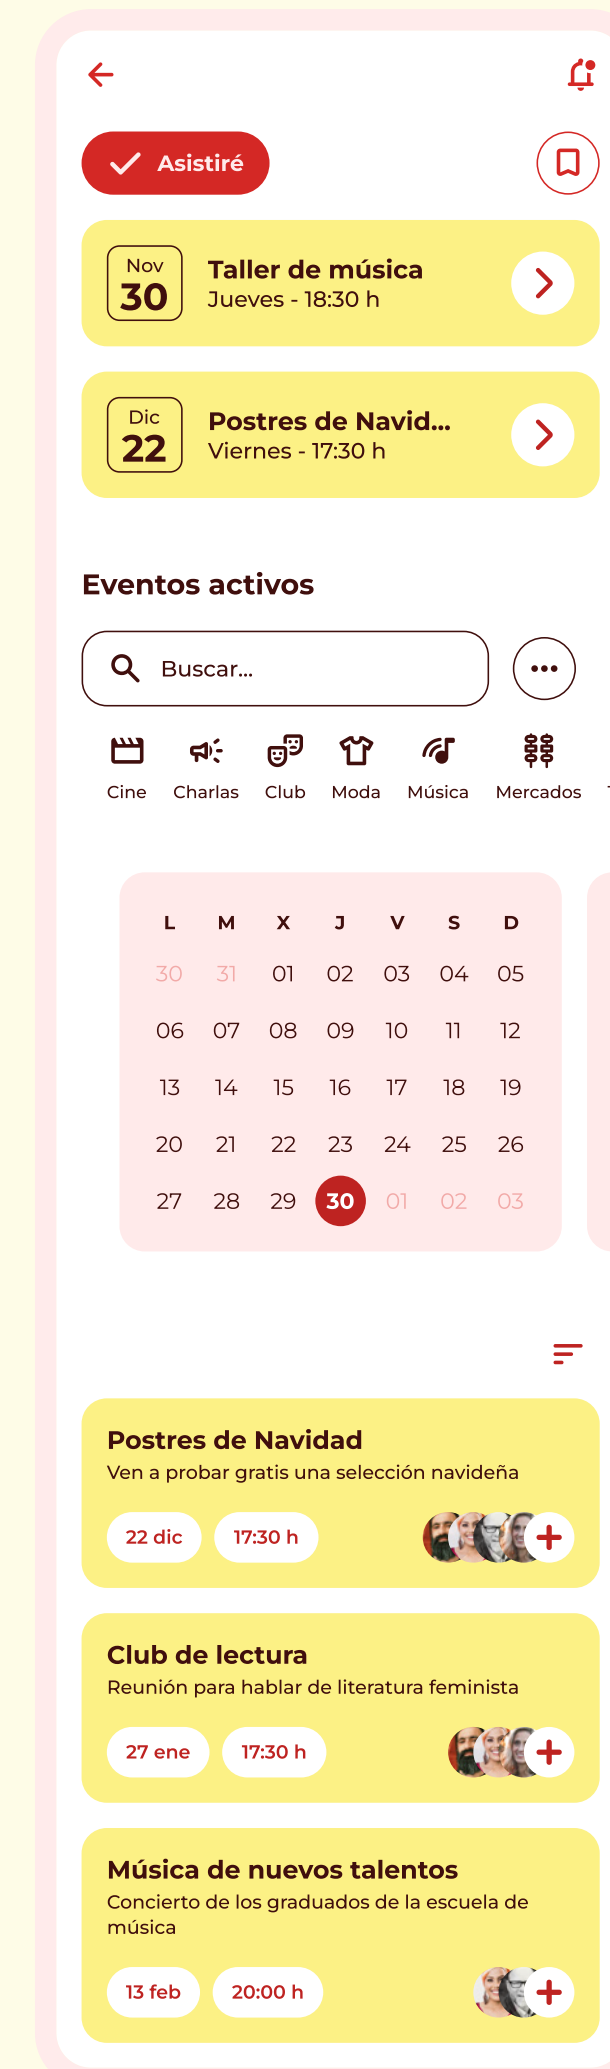 Asistiré
Nov
30
Taller de música
Jueves - 18:30 h
Dic
22
Postres de Navid...
Viernes - 17:30 h
Eventos activos
Buscar...
Cine Charlas Club Moda Música Mercados
L M X J V S D
30 31 01 02 03 04 05
06 07 08 09 10 11 12
13 14 15 16 17 18 19
20 21 22 23 24 25 26
27 28 29 30 01 02 03
Postres de Navidad
Ven a probar gratis una selección navideña
22 dic 17:30 h
Club de lectura
Reunión para hablar de literatura feminista
27 ene 17:30 h
Música de nuevos talentos
Concierto de los graduados de la escuela de
música
13 feb 20:00 h